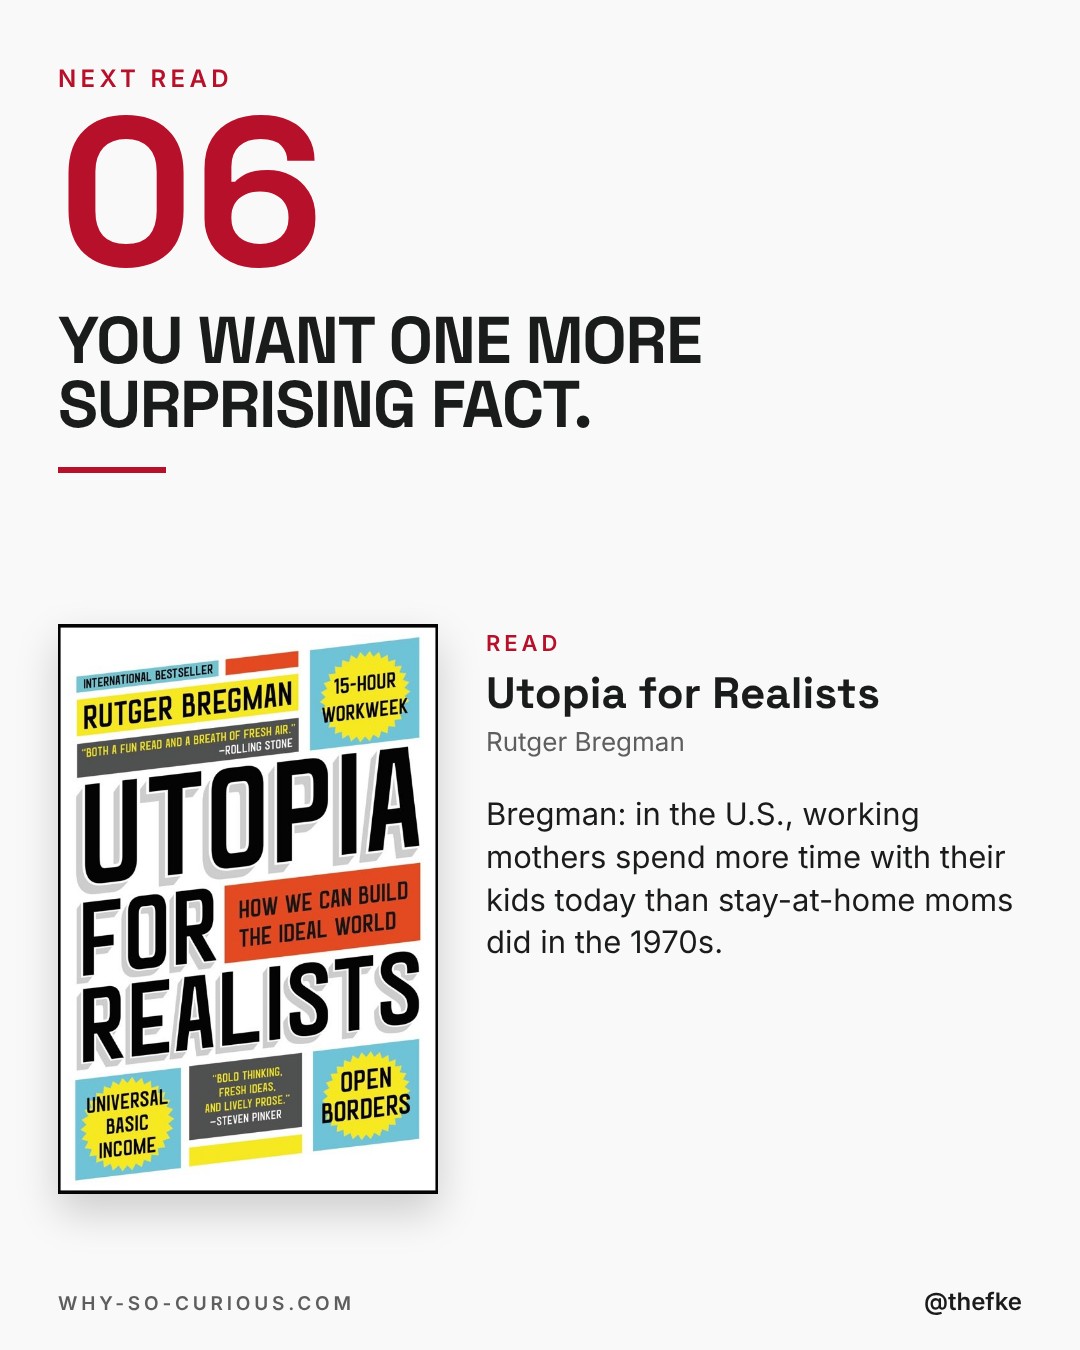 NEXT READ
06
YOU WANT ONE MORE
SURPRISING FACT.
INTERNATIONAL BESTSELLER
RUTGER BREGMAN
"BOTH A FUN READ AND A BREATH OF FRESH AIR."
—ROLLING STONE
15-HOUR
WORKWEEK
UTOPIA
FOR
HOW WE CAN BUILD
THE IDEAL WORLD
REALISTS
UNIVERSAL
BASIC
INCOME
"BOLD THINKING,
FRESH IDEAS,
AND LIVELY PROSE."
—STEVEN PINKER
OPEN
BORDERS
READ
Utopia for Realists
Rutger Bregman
Bregman: in the U.S., working
mothers spend more time with their
kids today than stay-at-home moms
did in the 1970s.
WHY-SO-CURIOUS.COM
@thefke